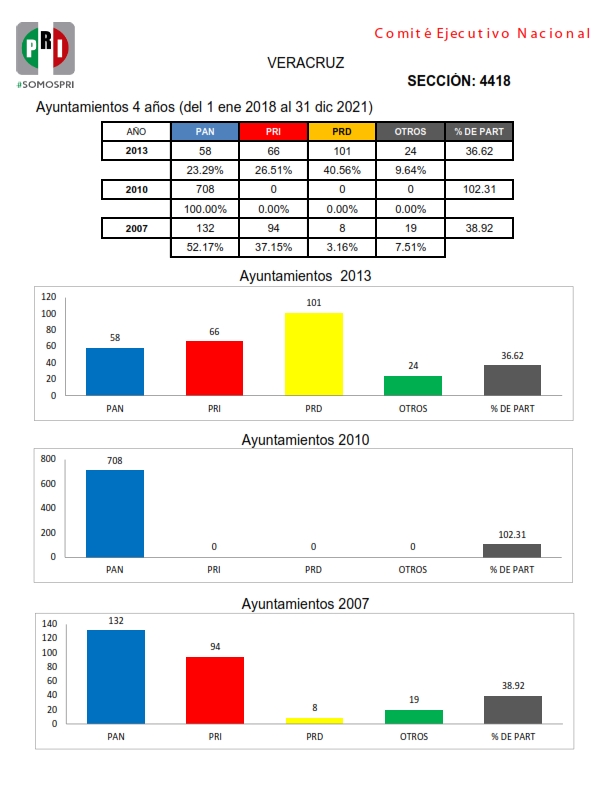 Comité Ejecutivo Nacional
PRI
#SOMOSPRI
VERACRUZ
SECCIÓN: 4418
Ayuntamientos 4 años (del 1 ene 2018 al 31 dic 2021)
AÑO PAN PRI PRD OTROS % DE PART
2013 58 66 101 24 36.62
23.29% 26.51% 40.56% 9.64%
2010 708 0 0 0 102.31
100.00% 0.00% 0.00% 0.00%
2007 132 94 8 19 38.92
52.17% 37.15% 3.16% 7.51%
Ayuntamientos 2013
120
100
80
60
40
20
0
58 66 101 24 36.62
PAN PRI PRD OTROS % DE PART
Ayuntamientos 2010
800
600
400
200
0
708 0 0 0 102.31
PAN PRI PRD OTROS % DE PART
Ayuntamientos 2007
140
120
100
80
60
40
20
0
132 94 8 19 38.92
PAN PRI PRD OTROS % DE PART